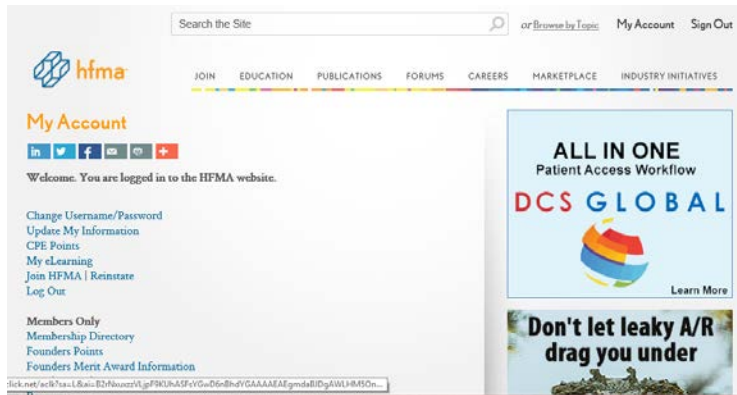 Search the Site
or Browse by Topic
My Account
Sign Out
hfma
JOIN
EDUCATION
PUBLICATIONS
FORUMS
CAREERS
MARKETPLACE
INDUSTRY INITIATIVES
My Account
Welcome. You are logged in to the HFMA website.
Change Username/Password
Update My Information
CPE Points
My eLearning
Join HFMA | Reinstate
Log Out
Members Only
Membership Directory
Founders Points
Founders Merit Award Information
ALL IN ONE
Patient Access Workflow
DCS GLOBAL
Learn More
Don't let leaky A/R
drag you under